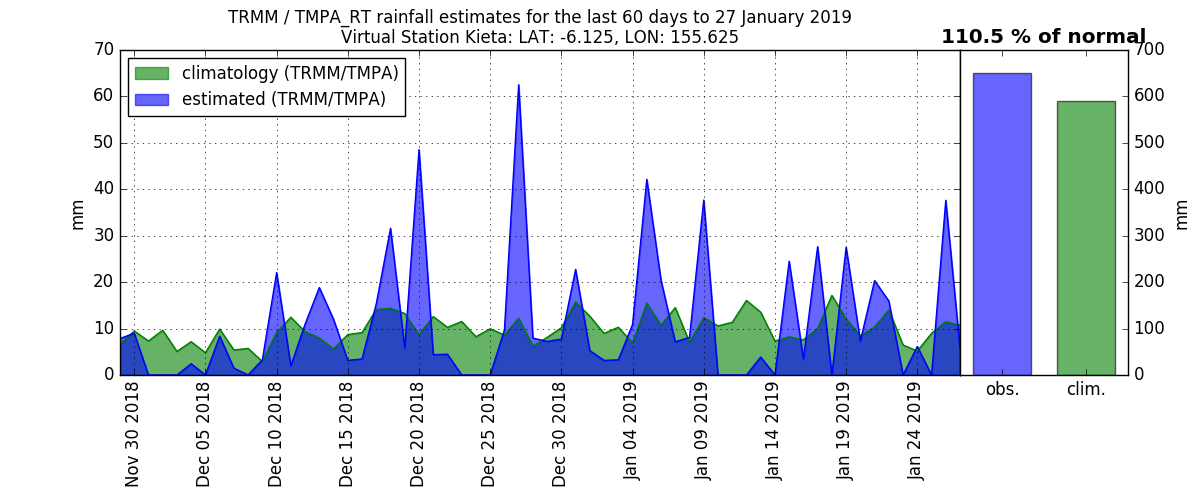 TRMM / TMPA_RT rainfall estimates for the last 60 days to 27 January 2019
Virtual Station Kieta: LAT: -6.125, LON: 155.625
110.5 % of normal
climatology (TRMM/TMPA)
estimated (TRMM/TMPA)
70
60
50
40
30
20
10
0
mm
Nov 30 2018
Dec 05 2018
Dec 10 2018
Dec 15 2018
Dec 20 2018
Dec 25 2018
Dec 30 2018
Jan 04 2019
Jan 09 2019
Jan 14 2019
Jan 19 2019
Jan 24 2019
700
600
500
400
300
200
100
0
mm
obs.
clim.